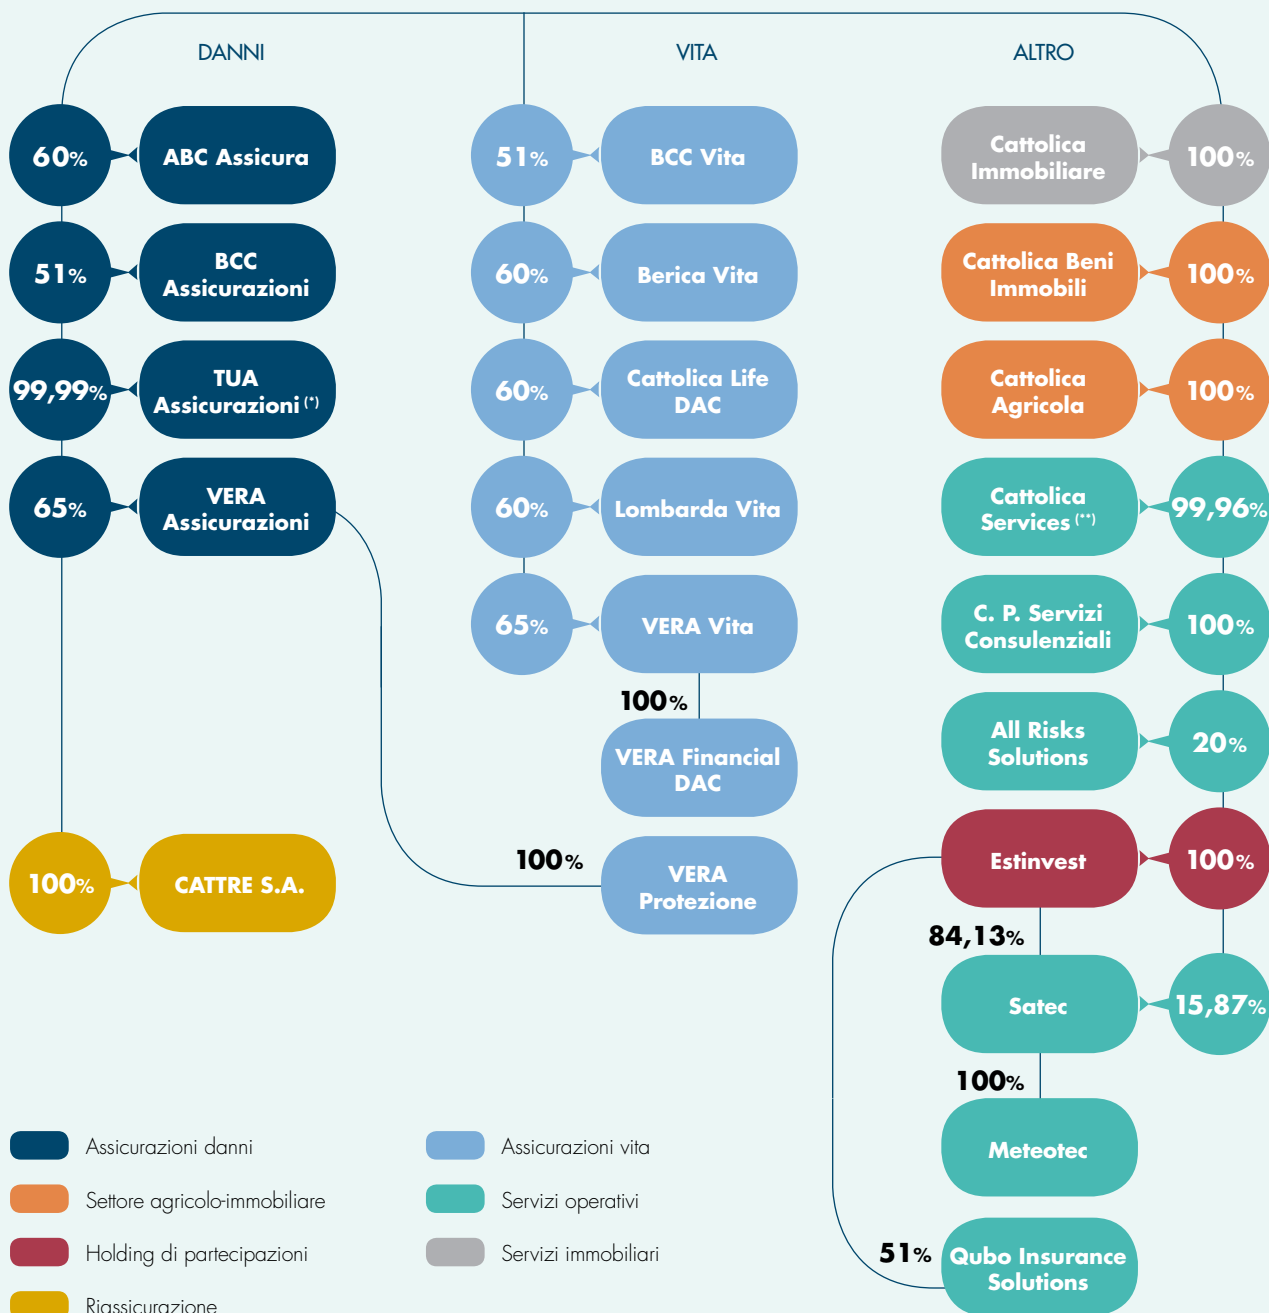 DANNI
VITA
ALTRO
60%
ABC Assicura
51%
BCC
Assicurazioni
99,99%
TUA
Assicurazioni (*)
65%
VERA
Assicurazioni
100%
CATTRE S.A.
51%
BCC Vita
60%
Berica Vita
60%
Cattolica Life
DAC
60%
Lombarda Vita
65%
VERA Vita
100%
VERA Financial
DAC
100%
VERA
Protezione
Cattolica
Immobiliare
100%
Cattolica Beni
Immobili
100%
Cattolica
Agricola
100%
Cattolica
Services (**)
99,96%
C. P. Servizi
Consulenziali
100%
All Risks
Solutions
20%
Estinvest
100%
84,13%
Satec
15,87%
100%
Meteotec
51%
Qubo Insurance
Solutions
Assicurazioni danni
Settore agricolo-immobiliare
Holding di partecipazioni
Riassicurazione
Assicurazioni vita
Servizi operativi
Servizi immobiliari